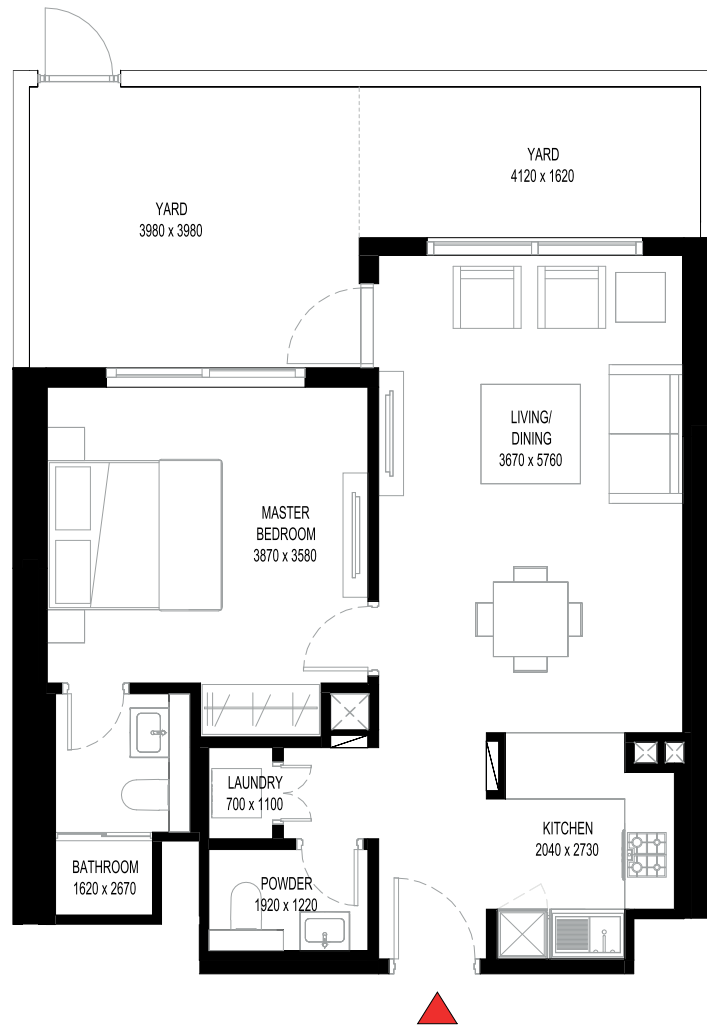 YARD
4120 x 1620
YARD
3980 x 3980
LIVING/
DINING
3670 x 5760
MASTER
BEDROOM
3870 x 3580
LAUNDRY
700 x 1100
KITCHEN
2040 x 2730
BATHROOM
1620 x 2670
POWDER
1920 x 1220